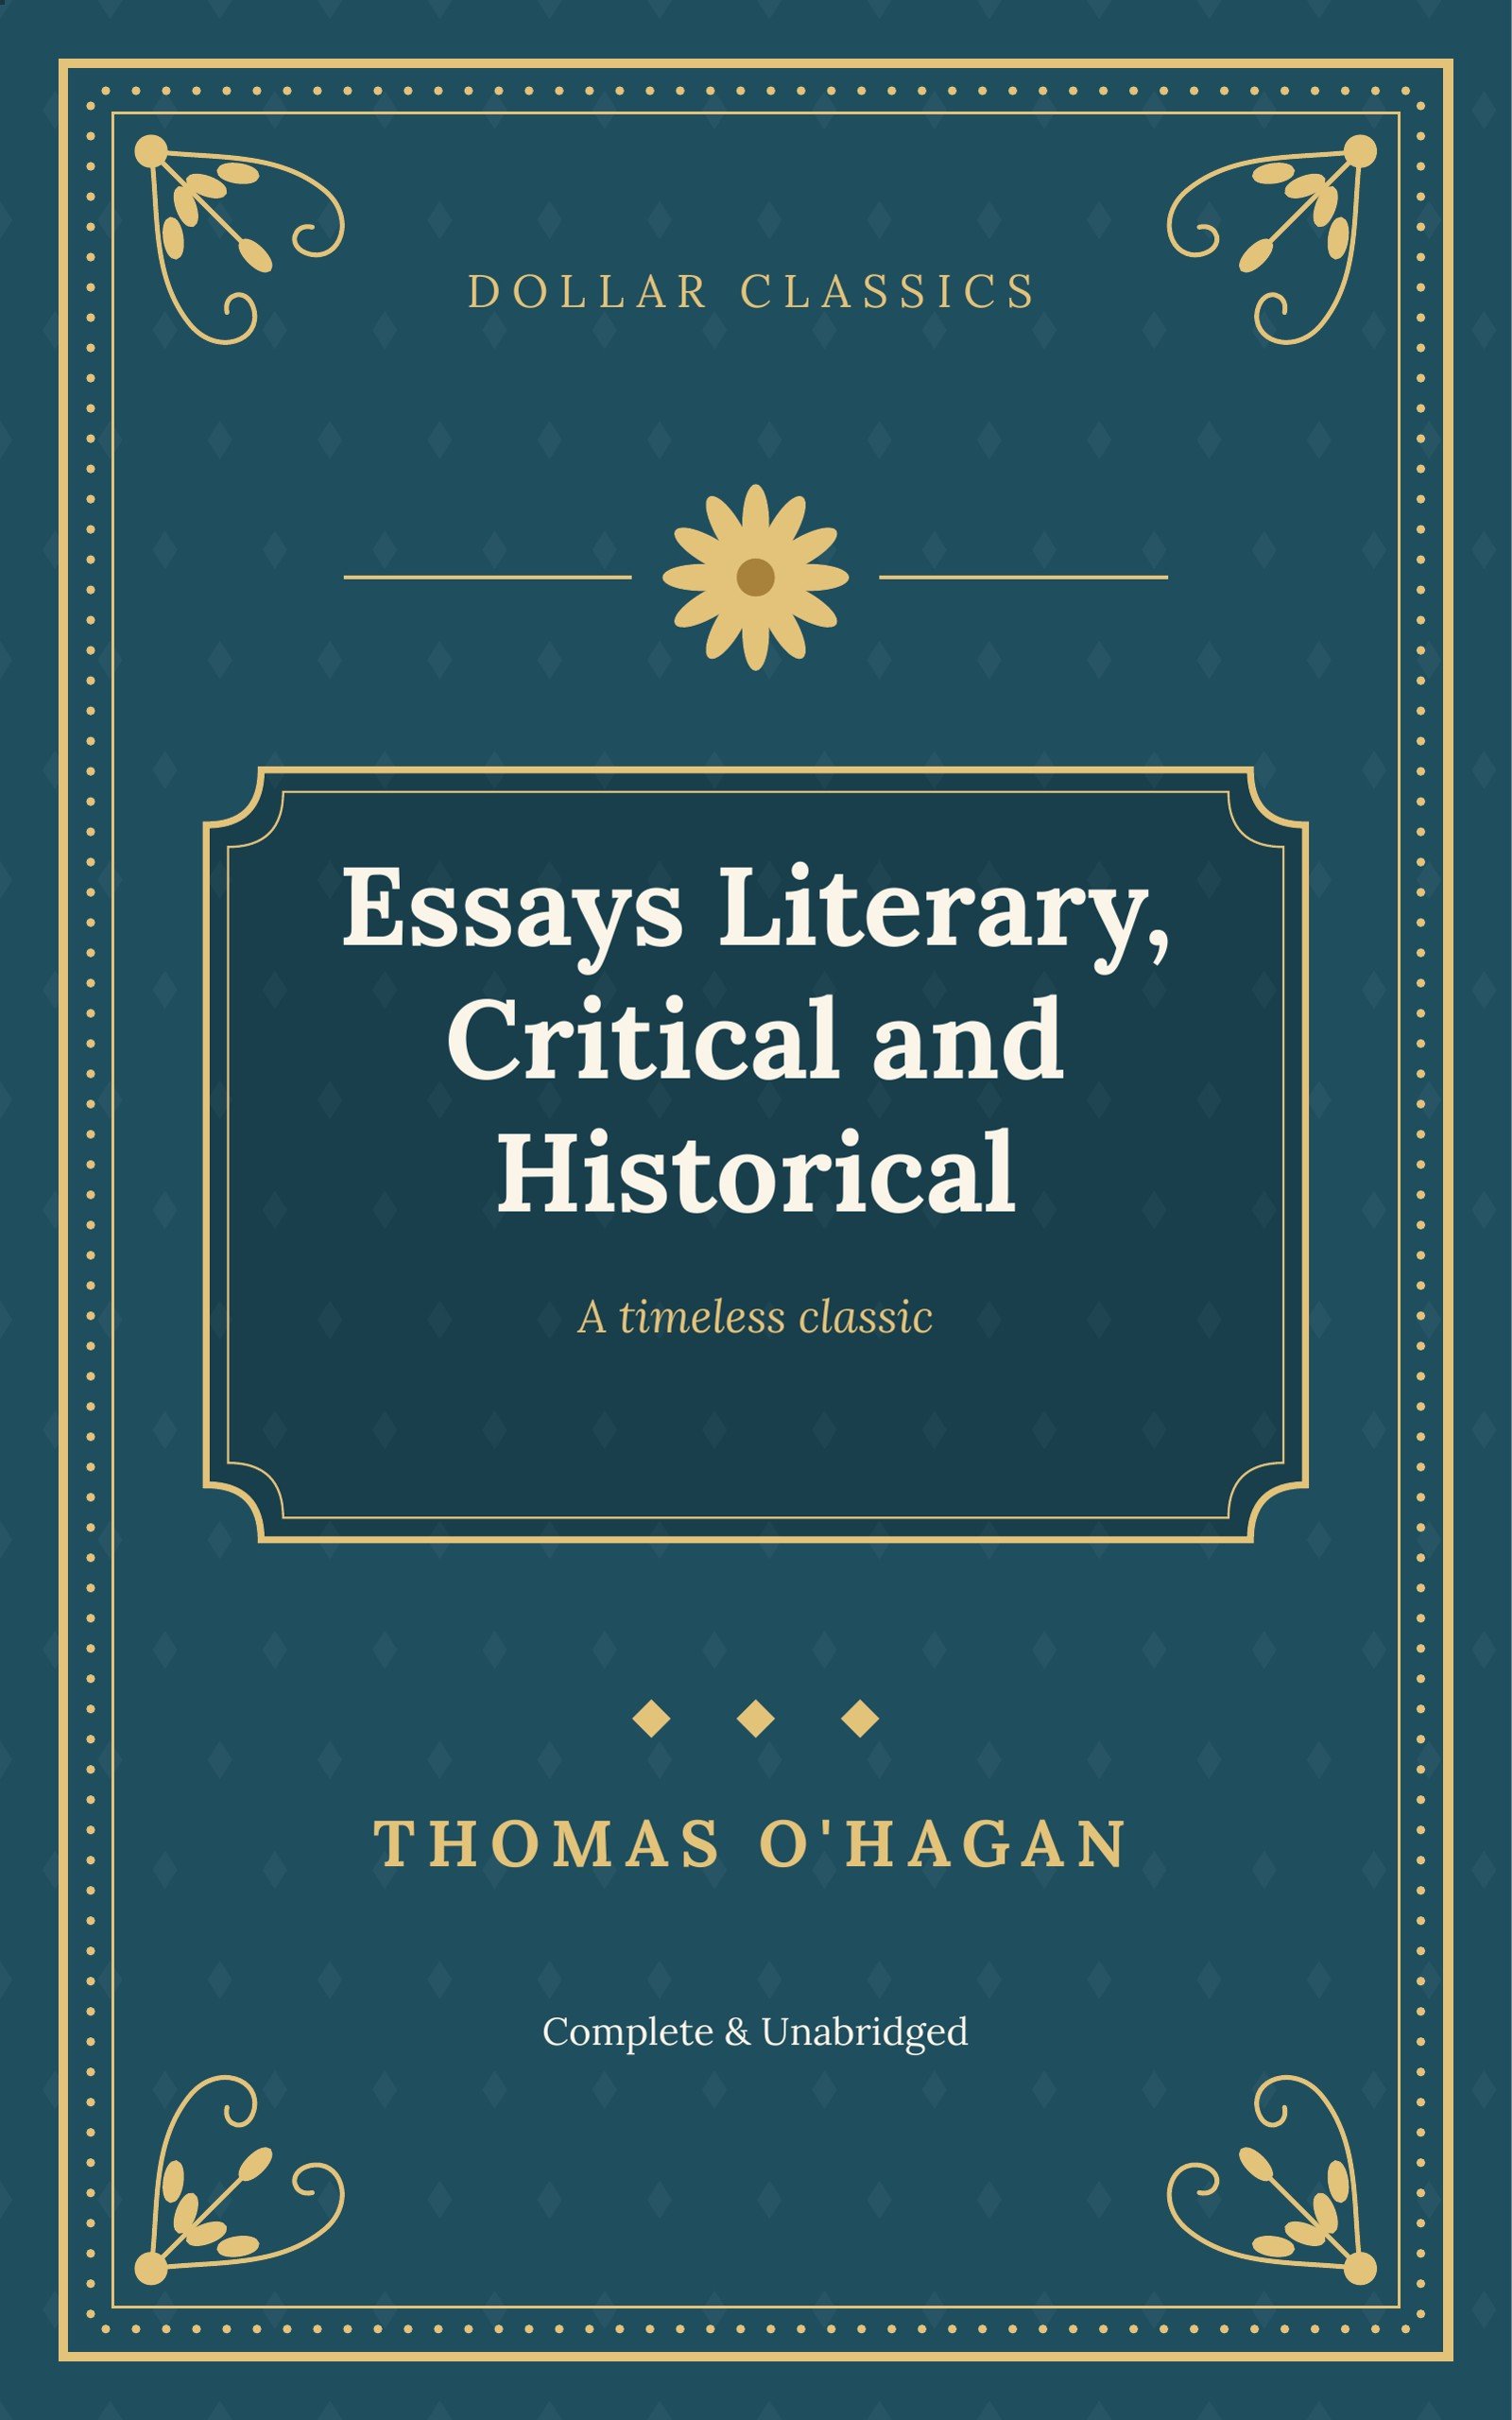 DOLLAR CLASSICS
Essays Literary,
Critical and
Historical
A timeless classic
THOMAS O'HAGAN
Complete & Unabridged